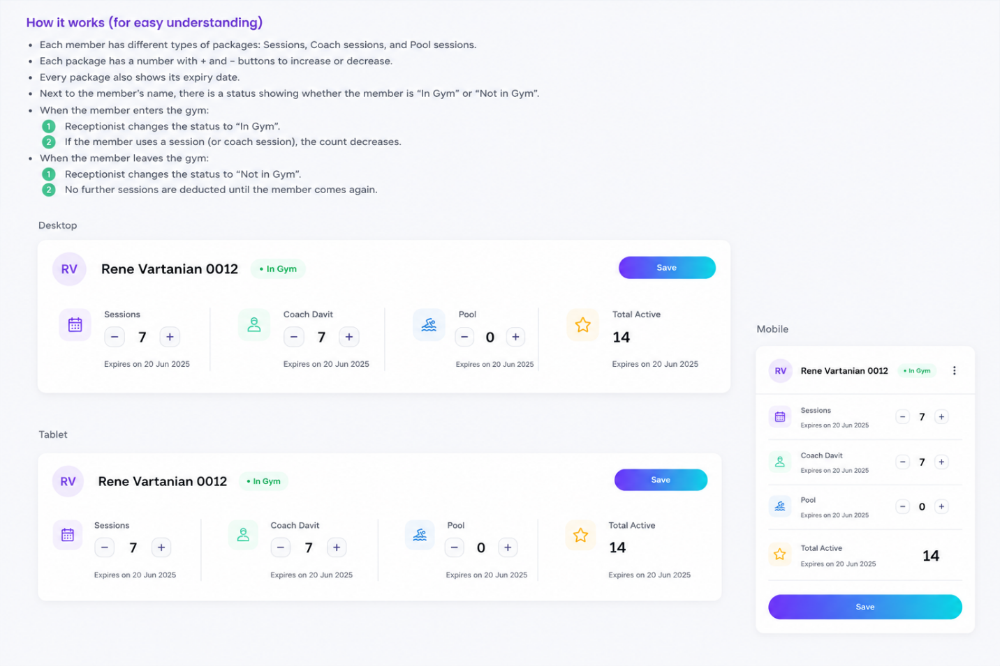 How it works (for easy understanding)
• Each member has different types of packages: Sessions, Coach sessions, and Pool sessions.
• Each package has a number with + and – buttons to increase or decrease.
• Every package also shows its expiry date.
• Next to the member’s name, there is a status showing whether the member is “In Gym” or “Not in Gym”.
• When the member enters the gym:
1 Receptionist changes the status to “In Gym”.
2 If the member uses a session (or coach session), the count decreases.
• When the member leaves the gym:
1 Receptionist changes the status to “Not in Gym”.
2 No further sessions are deducted until the member comes again.
Desktop
RV Rene Vartanian 0012 • In Gym Save
Sessions Coach Davit Pool Total Active
− 7 + − 7 + − 0 + 14
Expires on 20 Jun 2025 Expires on 20 Jun 2025 Expires on 20 Jun 2025 Expires on 20 Jun 2025
Tablet
RV Rene Vartanian 0012 • In Gym Save
Sessions Coach Davit Pool Total Active
− 7 + − 7 + − 0 + 14
Expires on 20 Jun 2025 Expires on 20 Jun 2025 Expires on 20 Jun 2025 Expires on 20 Jun 2025
Mobile
RV Rene Vartanian 0012 • In Gym
Sessions
Expires on 20 Jun 2025 − 7 +
Coach Davit
Expires on 20 Jun 2025 − 7 +
Pool
Expires on 20 Jun 2025 − 0 +
Total Active
Expires on 20 Jun 2025 14
Save